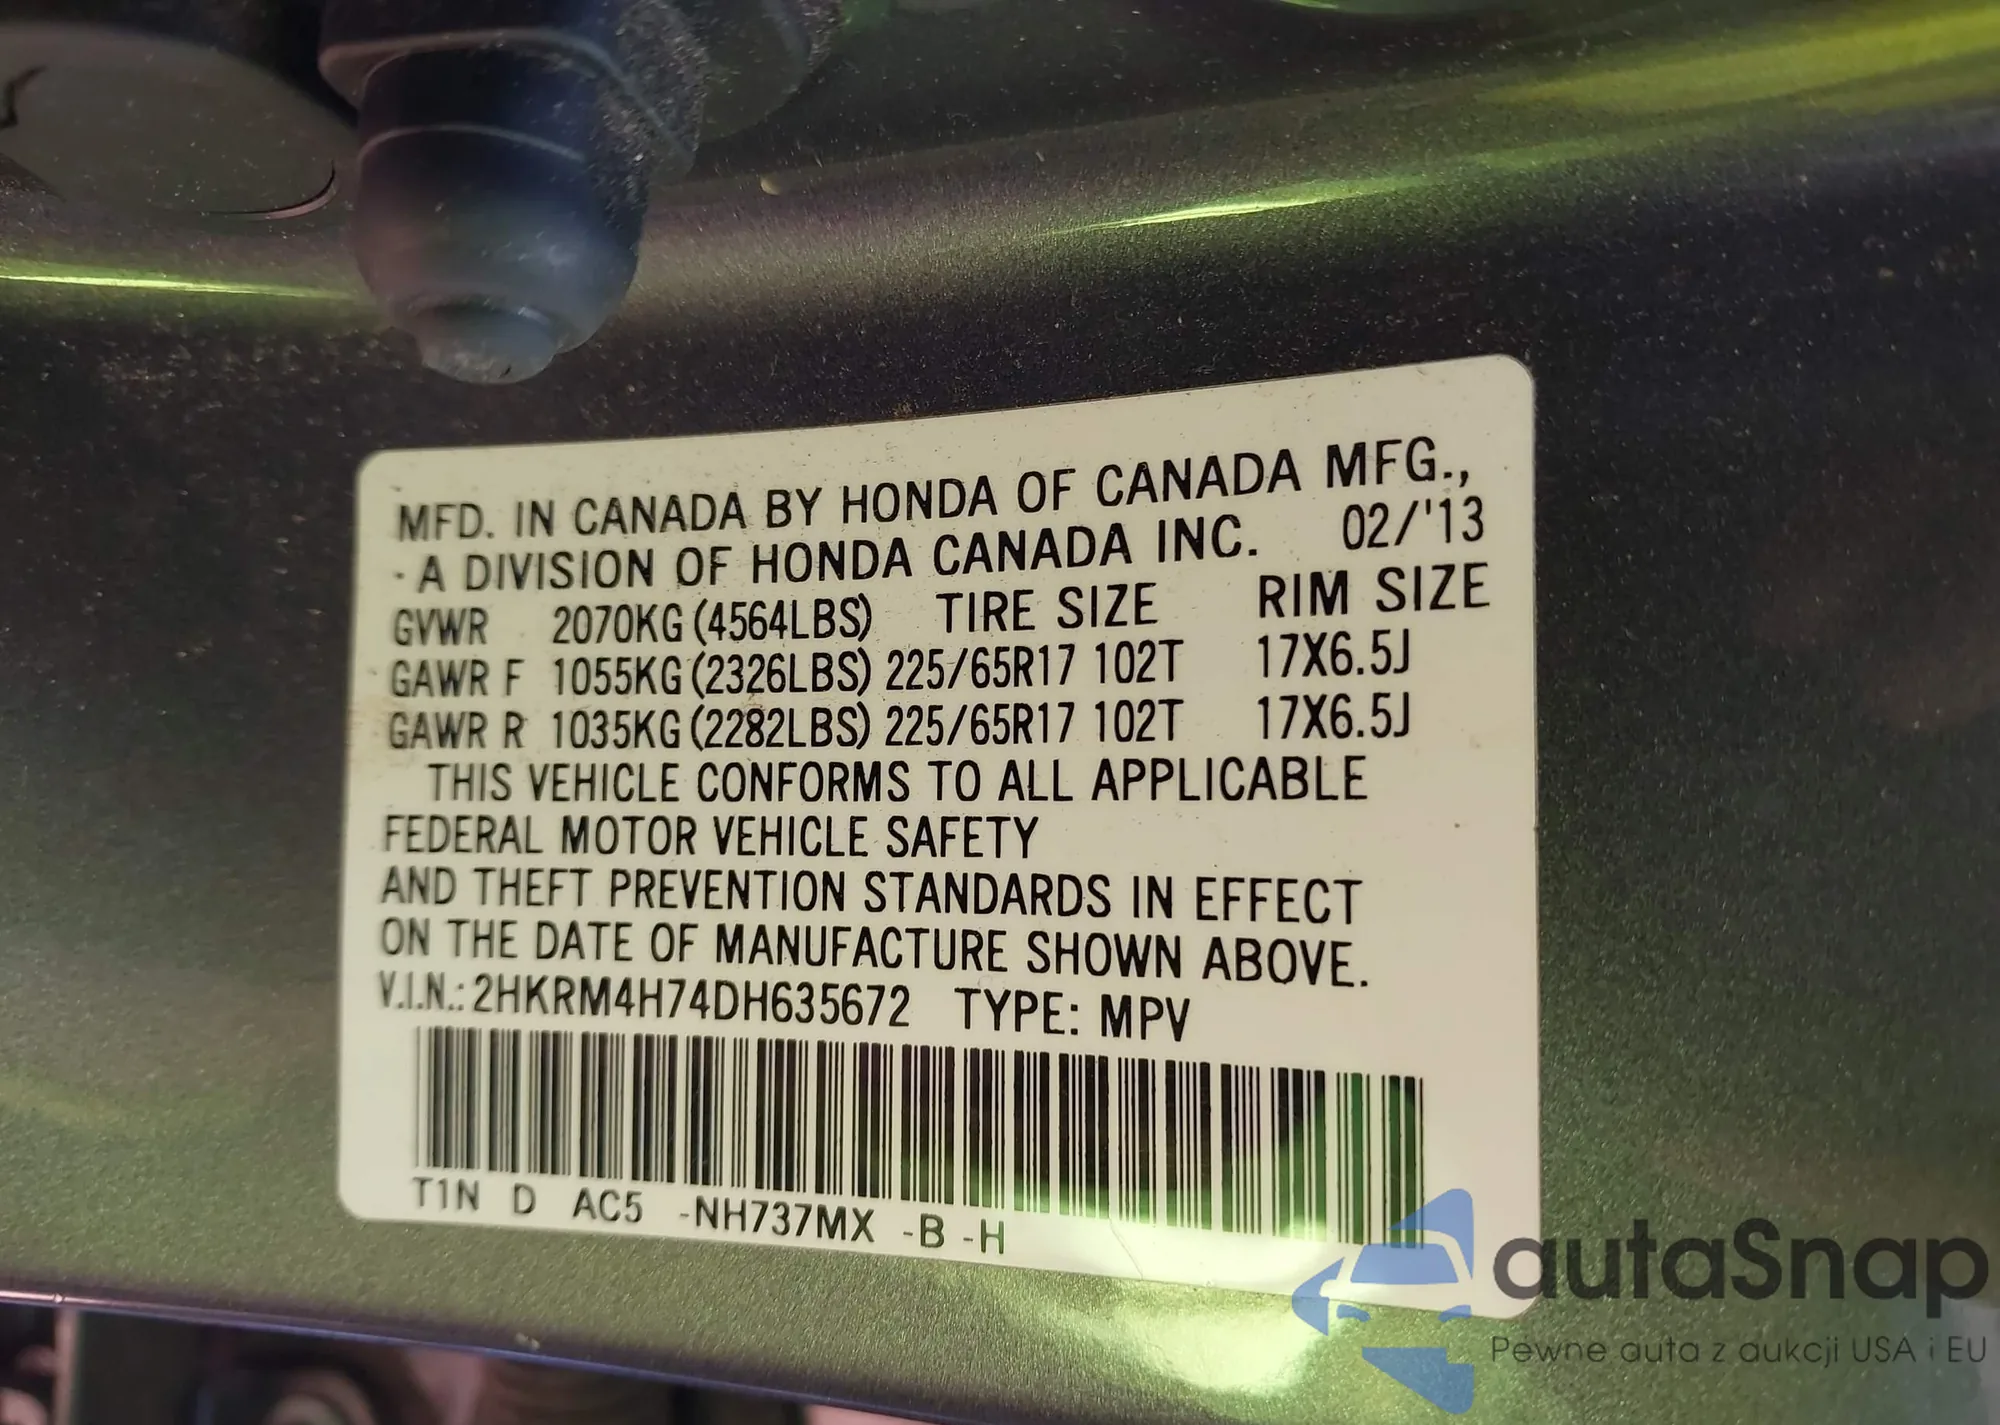 MFD. IN CANADA BY HONDA OF CANADA MFG.,
A DIVISION OF HONDA CANADA INC. 02/'13
GVWR 2070KG (4564LBS) TIRE SIZE RIM SIZE
GAWR F 1055KG (2326LBS) 225/65R17 102T 17X6.5J
GAWR R 1035KG (2282LBS) 225/65R17 102T 17X6.5J
THIS VEHICLE CONFORMS TO ALL APPLICABLE
FEDERAL MOTOR VEHICLE SAFETY
AND THEFT PREVENTION STANDARDS IN EFFECT
ON THE DATE OF MANUFACTURE SHOWN ABOVE.
V.I.N.: 2HKRM4H74DH635672 TYPE: MPV
T1N D AC5 -NH737MX -B -H
autaSnap
Pewne auta z aukcji USA i EU